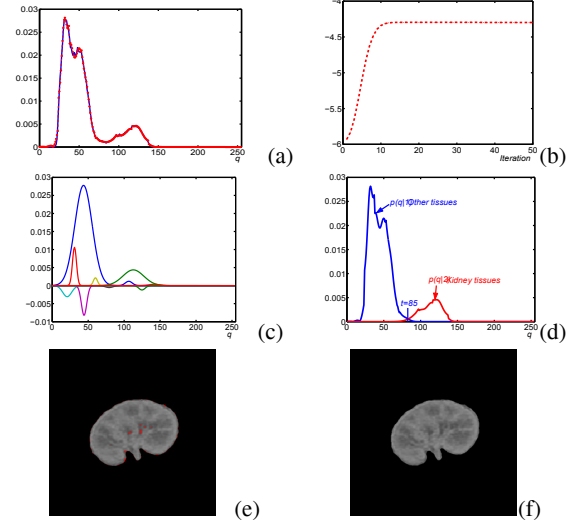 0.03
0.025
0.02
0.015
0.01
0.005
0
0 50 100 150 200 250
q
(a)
-4
-4.5
-5
-5.5
-6
0 10 20 30 40 50
Iteration
(b)
0.03
0.025
0.02
0.015
0.01
0.005
0
-0.005
-0.01
0 50 100 150 200 250
q
(c)
0.03
0.025
0.02
0.015
0.01
0.005
0
0 50 100 150 200 250
q
p(q|1)Other tissues
p(q|2)Kidney tissues
t=85
(d)
(e)
(f)